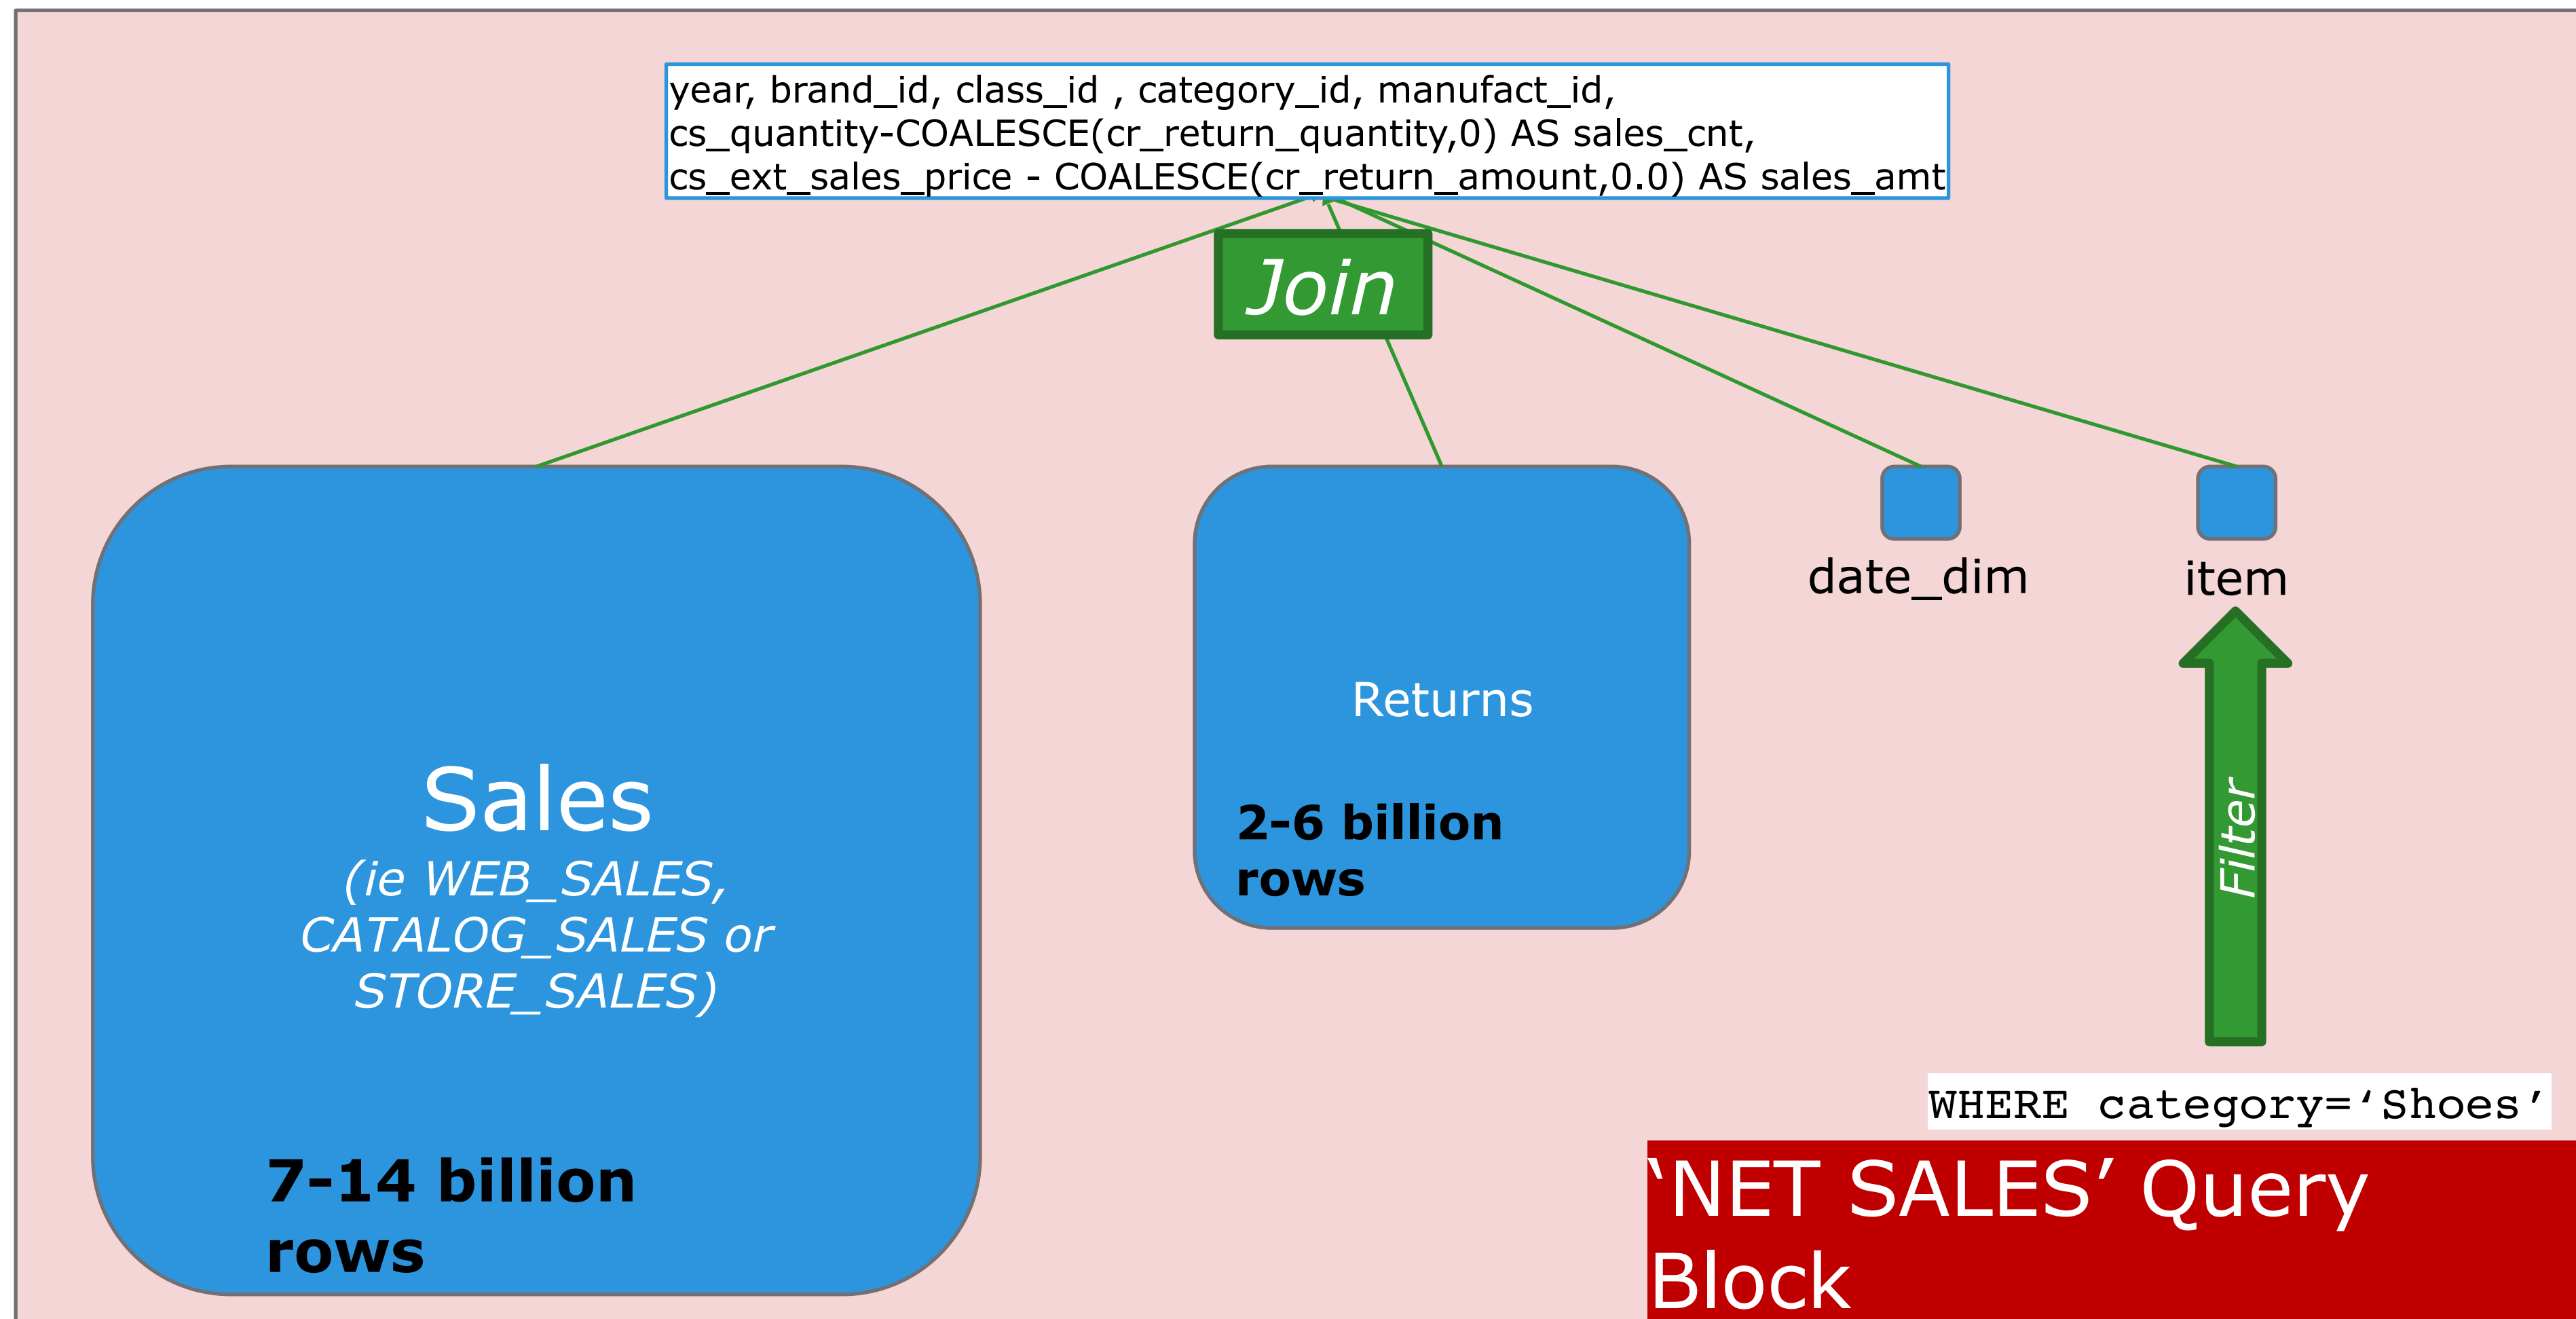 year, brand_id, class_id , category_id, manufact_id,
cs_quantity-COALESCE(cr_return_quantity,0) AS sales_cnt,
cs_ext_sales_price - COALESCE(cr_return_amount,0.0) AS sales_amt
Join
Sales
(ie WEB_SALES,
CATALOG_SALES or
STORE_SALES)
7-14 billion
rows
Returns
2-6 billion
rows
date_dim
item
Filter
WHERE category=‘Shoes’
‘NET SALES’ Query
Block